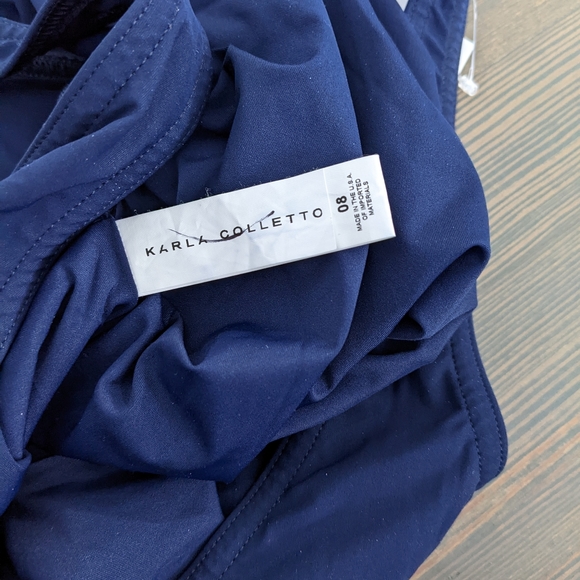 KARLA COLLETTO
08
MADE IN THE U.S.A
OF IMPORTED
MATERIALS